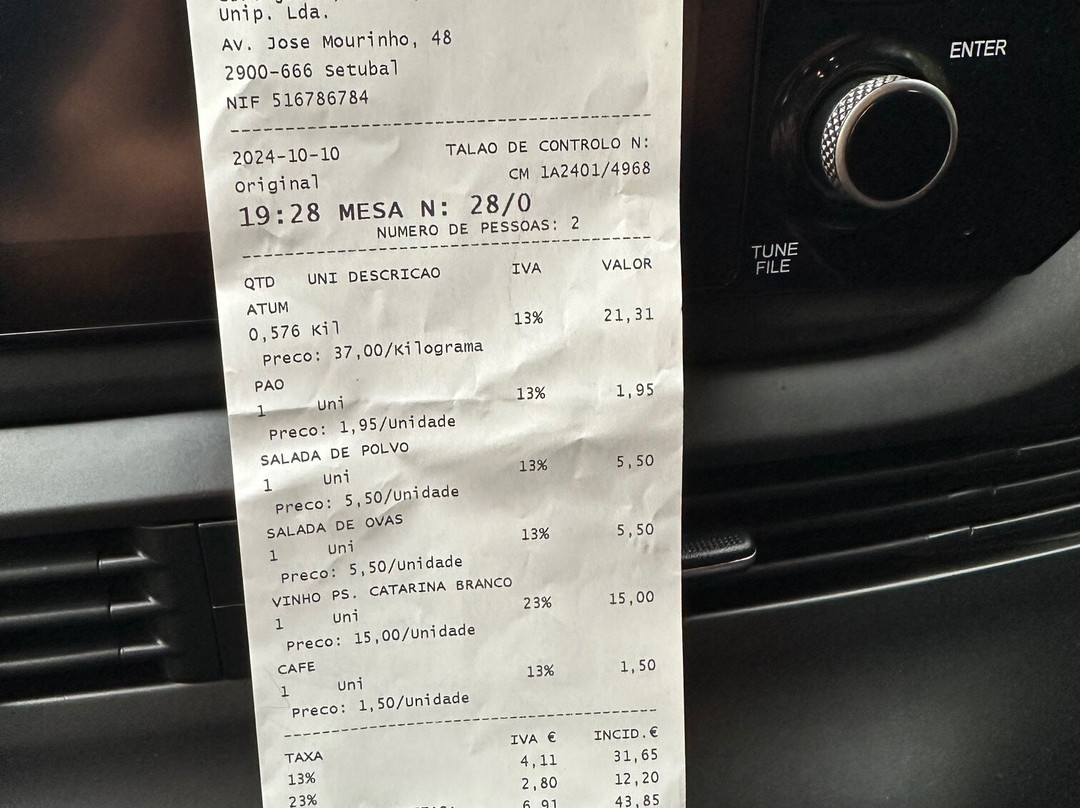 Unip. Lda.
Av. Jose Mourinho, 48
2900-666 Setubal
NIF 516786784
2024-10-10 TALAO DE CONTROLO N:
Original CM 1A2401/4968
19:28 MESA N: 28/0
NUMERO DE PESSOAS: 2
QTD UNI DESCRICAO IVA VALOR
ATUM
0,576 Kil 13% 21,31
Preco: 37,00/Kilograma
PAO
1 Uni 13% 1,95
Preco: 1,95/Unidade
SALADA DE POLVO
1 Uni 13% 5,50
Preco: 5,50/Unidade
SALADA DE OVAS
1 Uni 13% 5,50
Preco: 5,50/Unidade
VINHO PS. CATARINA BRANCO
1 Uni 23% 15,00
Preco: 15,00/Unidade
CAFE
1 Uni 13% 1,50
Preco: 1,50/Unidade
TAXA IVA € INCID.€
13% 4,11 31,65
23% 2,80 12,20
6,91 43,85
ENTER
TUNE
FILE